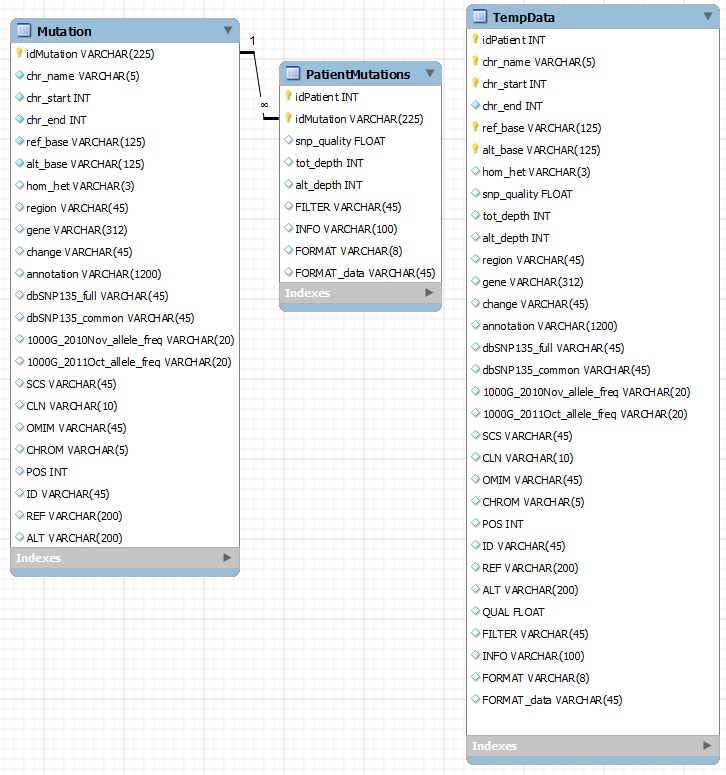 Mutation
idMutation VARCHAR(225)
chr_name VARCHAR(5)
chr_start INT
chr_end INT
ref_base VARCHAR(125)
alt_base VARCHAR(125)
hom_het VARCHAR(3)
region VARCHAR(45)
gene VARCHAR(312)
change VARCHAR(45)
annotation VARCHAR(1200)
dbSNP135_full VARCHAR(45)
dbSNP135_common VARCHAR(45)
1000G_2010Nov_allele_freq VARCHAR(20)
1000G_2011Oct_allele_freq VARCHAR(20)
SCS VARCHAR(45)
CLN VARCHAR(10)
OMIM VARCHAR(45)
CHROM VARCHAR(5)
POS INT
ID VARCHAR(45)
REF VARCHAR(200)
ALT VARCHAR(200)
Indexes
1
∞
PatientMutations
idPatient INT
idMutation VARCHAR(225)
snp_quality FLOAT
tot_depth INT
alt_depth INT
FILTER VARCHAR(45)
INFO VARCHAR(100)
FORMAT VARCHAR(8)
FORMAT_data VARCHAR(45)
Indexes
TempData
idPatient INT
chr_name VARCHAR(5)
chr_start INT
chr_end INT
ref_base VARCHAR(125)
alt_base VARCHAR(125)
hom_het VARCHAR(3)
snp_quality FLOAT
tot_depth INT
alt_depth INT
region VARCHAR(45)
gene VARCHAR(312)
change VARCHAR(45)
annotation VARCHAR(1200)
dbSNP135_full VARCHAR(45)
dbSNP135_common VARCHAR(45)
1000G_2010Nov_allele_freq VARCHAR(20)
1000G_2011Oct_allele_freq VARCHAR(20)
SCS VARCHAR(45)
CLN VARCHAR(10)
OMIM VARCHAR(45)
CHROM VARCHAR(5)
POS INT
ID VARCHAR(45)
REF VARCHAR(200)
ALT VARCHAR(200)
QUAL FLOAT
FILTER VARCHAR(45)
INFO VARCHAR(100)
FORMAT VARCHAR(8)
FORMAT_data VARCHAR(45)
Indexes